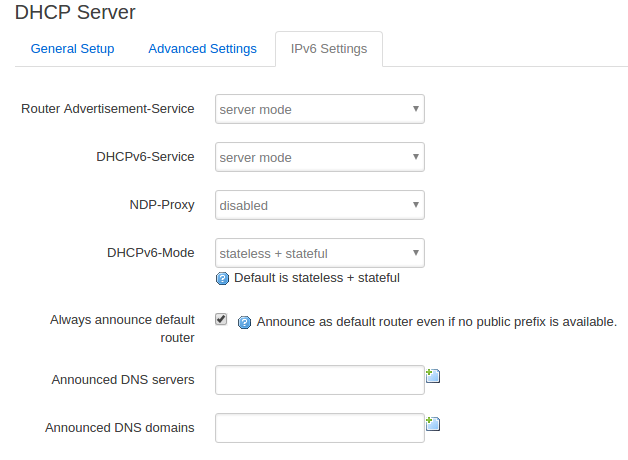 DHCP Server
General Setup Advanced Settings IPv6 Settings
Router Advertisement-Service server mode
DHCPv6-Service server mode
NDP-Proxy disabled
DHCPv6-Mode stateless + stateful
Default is stateless + stateful
Always announce default router Announce as default router even if no public prefix is available.
Announced DNS servers
Announced DNS domains